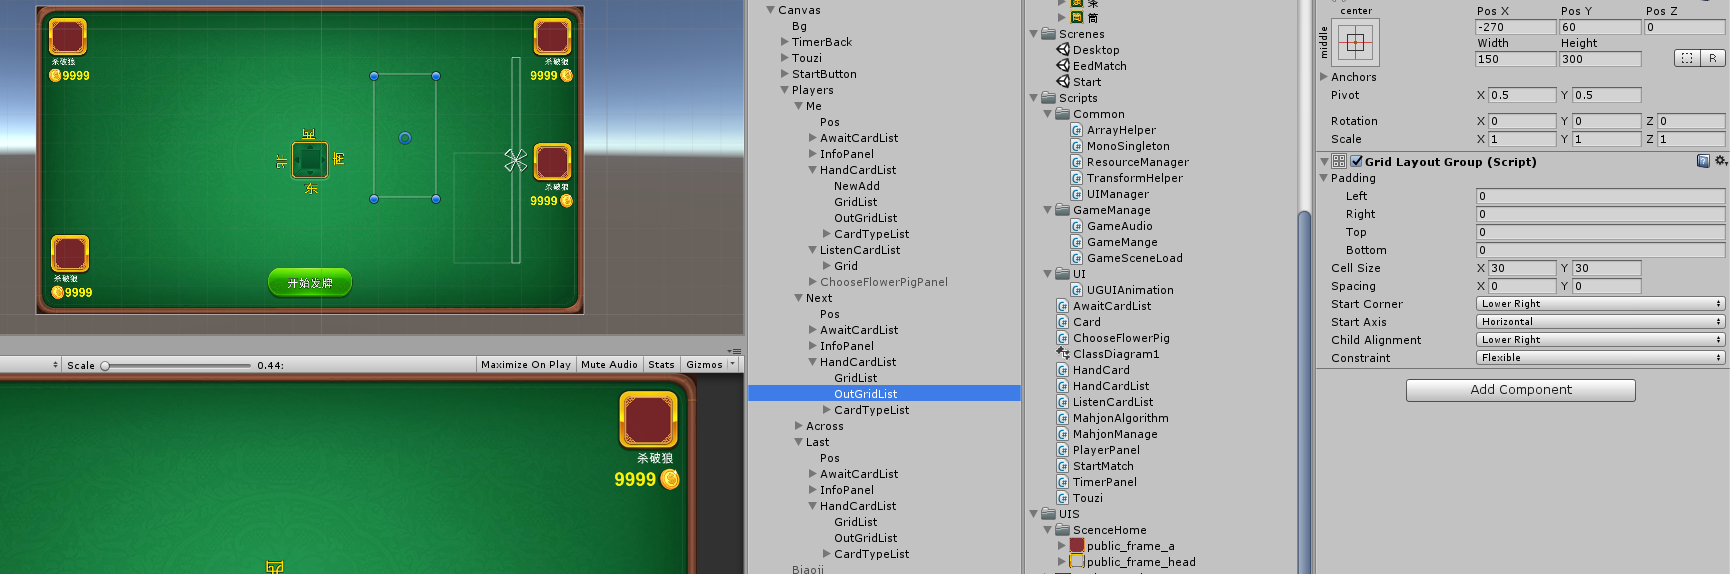 杀破狼
9999
杀破狼
9999
西
北
南
东
杀破狼
9999
杀破狼
9999
开始发牌
Scale
0.44:
Maximize On Play
Mute Audio
Stats
Gizmos
杀破狼
9999
西
Canvas
Bg
TimerBack
Touzi
StartButton
Players
Me
Pos
AwaitCardList
InfoPanel
HandCardList
NewAdd
GridList
OutGridList
CardTypeList
ListenCardList
Grid
ChooseFlowerPigPanel
Next
Pos
AwaitCardList
InfoPanel
HandCardList
GridList
OutGridList
CardTypeList
Across
Last
Pos
AwaitCardList
InfoPanel
HandCardList
GridList
OutGridList
CardTypeList
Biaoji
条
筒
Screnes
Desktop
EedMatch
Start
Scripts
Common
ArrayHelper
MonoSingleton
ResourceManager
TransformHelper
UIManager
GameManage
GameAudio
GameMange
GameSceneLoad
UI
UGUIAnimation
AwaitCardList
Card
ChooseFlowerPig
ClassDiagram1
HandCard
HandCardList
ListenCardList
MahjonAlgorithm
MahjonManage
PlayerPanel
StartMatch
TimerPanel
Touzi
UIS
ScenceHome
public_frame_a
public_frame_head
center
middle
Pos X Pos Y Pos Z
-270 60 0
Width Height
150 300
R
Anchors
Pivot X 0.5 Y 0.5
Rotation X 0 Y 0 Z 0
Scale X 1 Y 1 Z 1
Grid Layout Group (Script)
Padding
Left 0
Right 0
Top 0
Bottom 0
Cell Size X 30 Y 30
Spacing X 0 Y 0
Start Corner Lower Right
Start Axis Horizontal
Child Alignment Lower Right
Constraint Flexible
Add Component